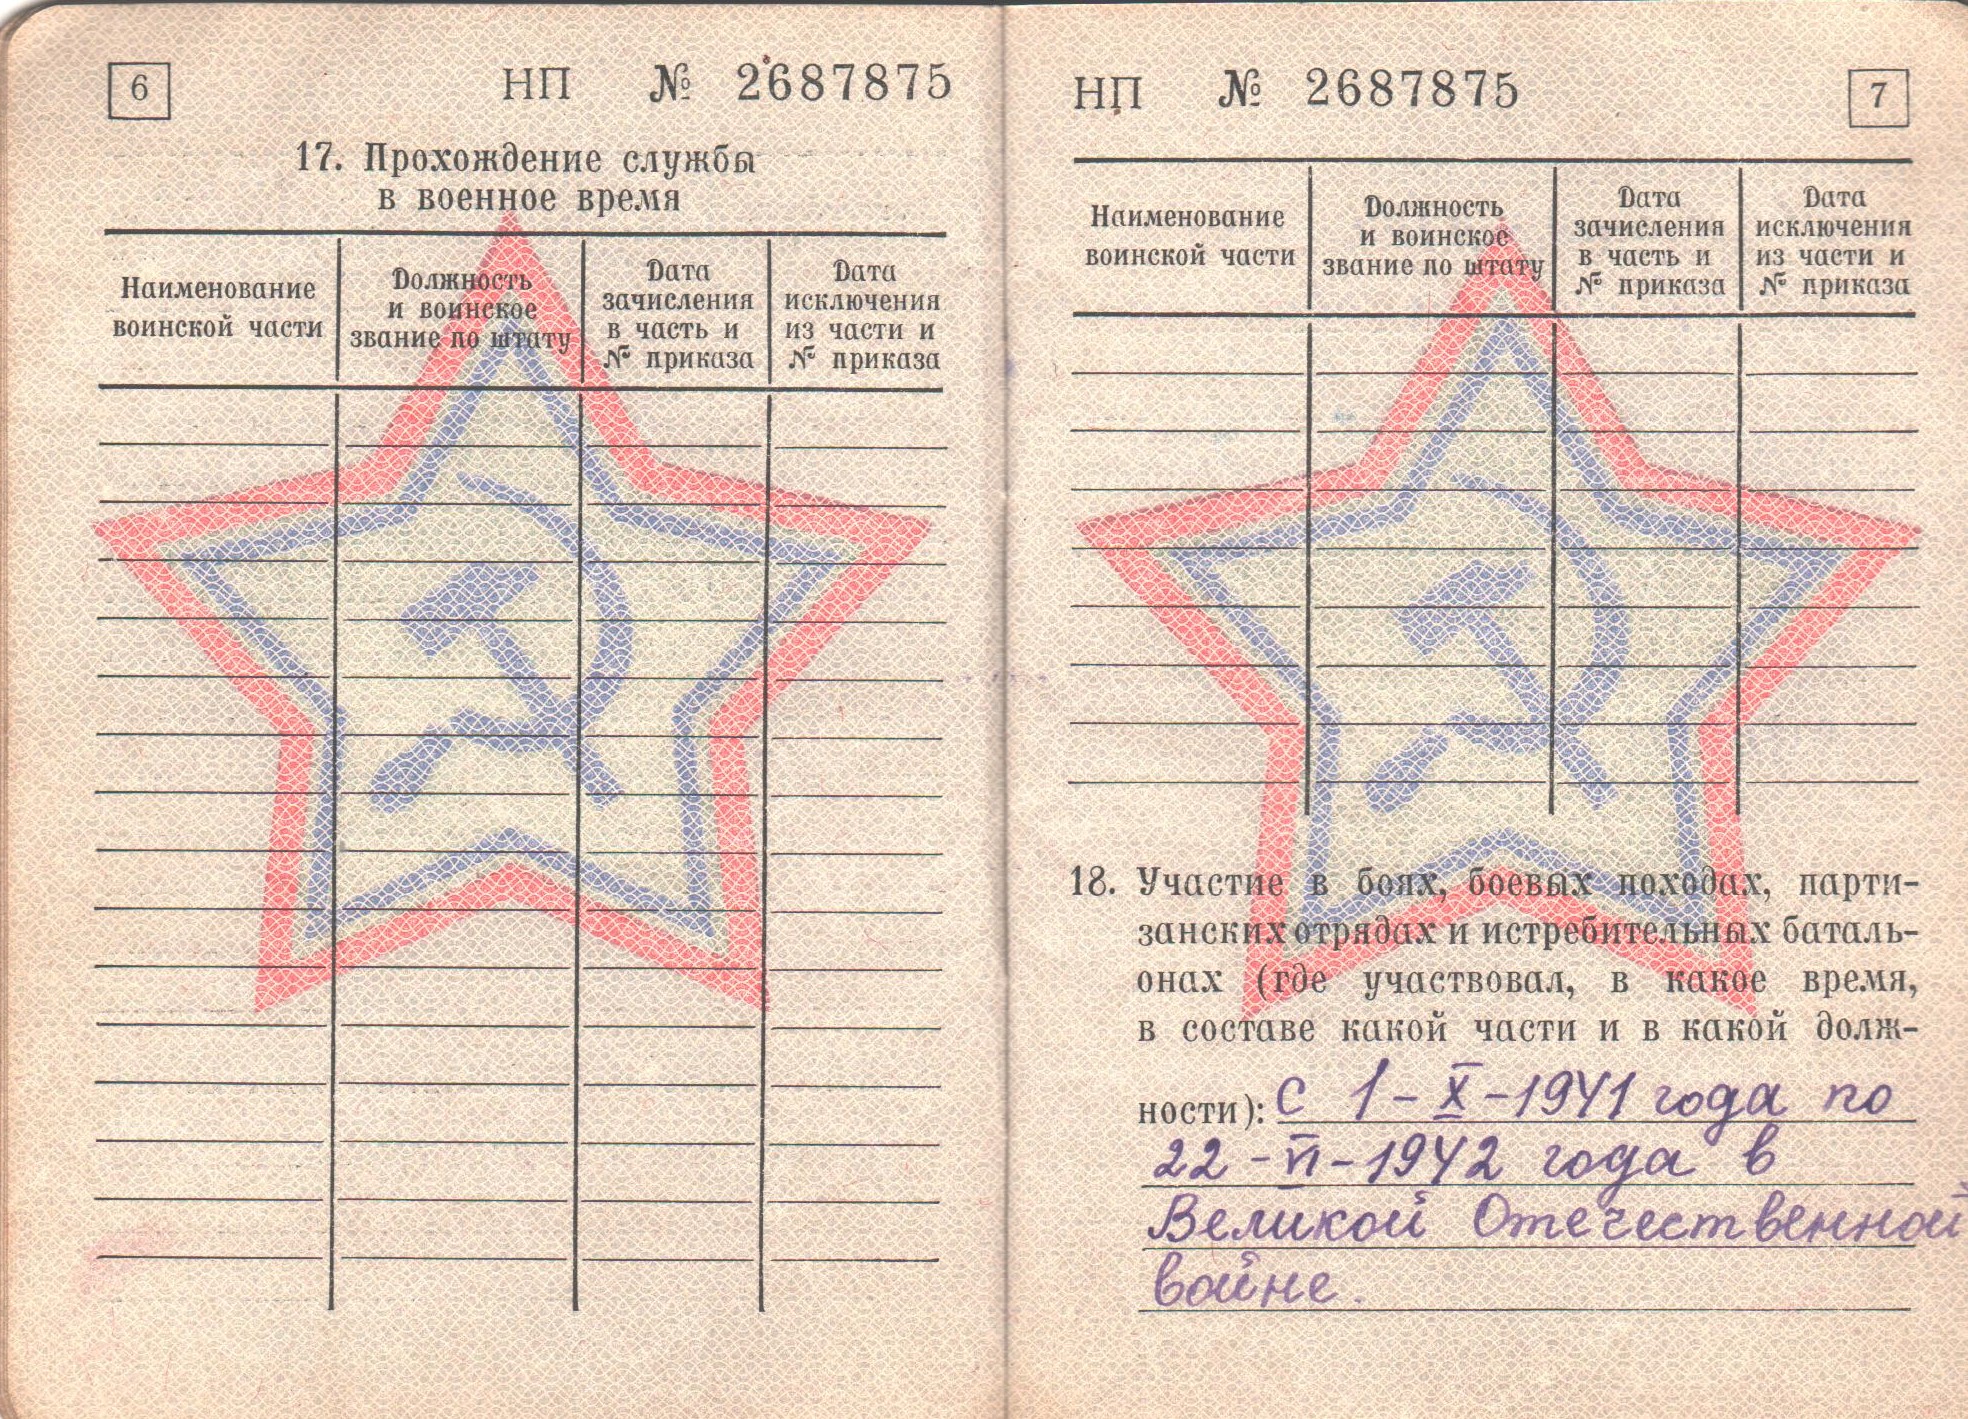 6
НП № 2687875
17. Прохождение службы
в военное время
Наименование
воинской части
Должность
и воинское
звание по штату
Дата
зачисления
в часть и
№ приказа
Дата
исключения
из части и
№ приказа
НП № 2687875
7
Наименование
воинской части
Должность
и воинское
звание по штату
Дата
зачисления
в часть и
№ приказа
Дата
исключения
из части и
№ приказа
18. Участие в боях, боевых походах, парти-
занских отрядах и истребительных баталь-
онах (где участвовал, в какое время,
в составе какой части и в какой долж-
ности): с 1-X-1941 года по
22-VI-1942 года в
Великой Отечественной
войне.